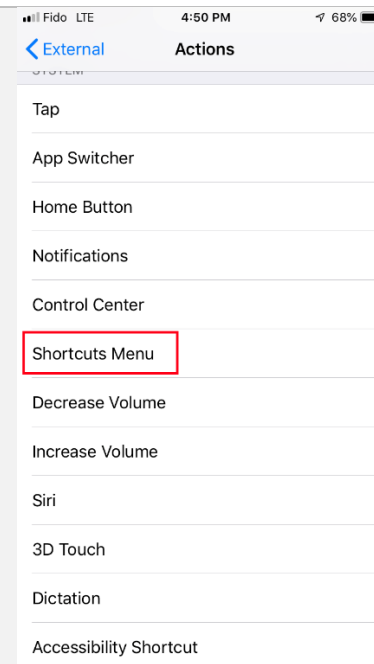 Fido LTE 4:50 PM 68%
External Actions
SYSTEM
Tap
App Switcher
Home Button
Notifications
Control Center
Shortcuts Menu
Decrease Volume
Increase Volume
Siri
3D Touch
Dictation
Accessibility Shortcut